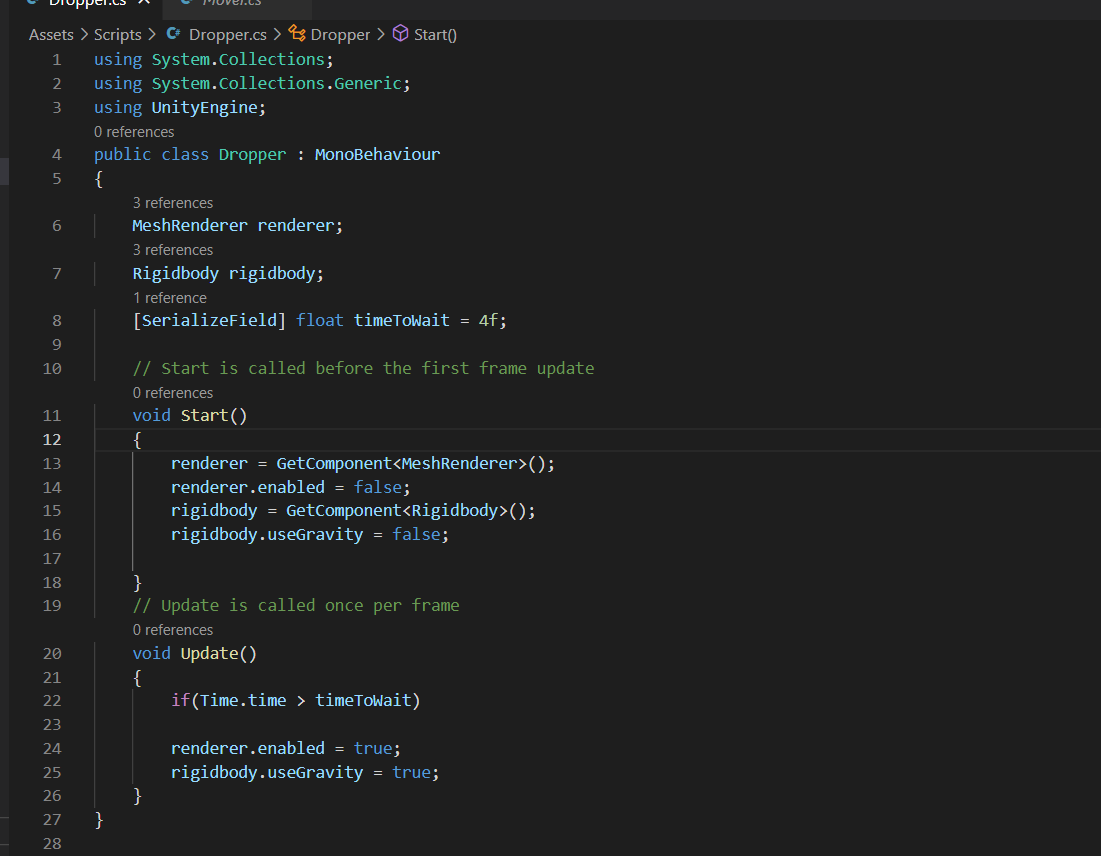 Dropper.cs Mover.cs
Assets > Scripts > Dropper.cs > Dropper > Start()
1 using System.Collections;
2 using System.Collections.Generic;
3 using UnityEngine;
0 references
4 public class Dropper : MonoBehaviour
5 {
3 references
6 MeshRenderer renderer;
3 references
7 Rigidbody rigidbody;
1 reference
8 [SerializeField] float timeToWait = 4f;
9
10 // Start is called before the first frame update
0 references
11 void Start()
12 {
13 renderer = GetComponent<MeshRenderer>();
14 renderer.enabled = false;
15 rigidbody = GetComponent<Rigidbody>();
16 rigidbody.useGravity = false;
17
18 }
19 // Update is called once per frame
0 references
20 void Update()
21 {
22 if(Time.time > timeToWait)
23
24 renderer.enabled = true;
25 rigidbody.useGravity = true;
26 }
27 }
28